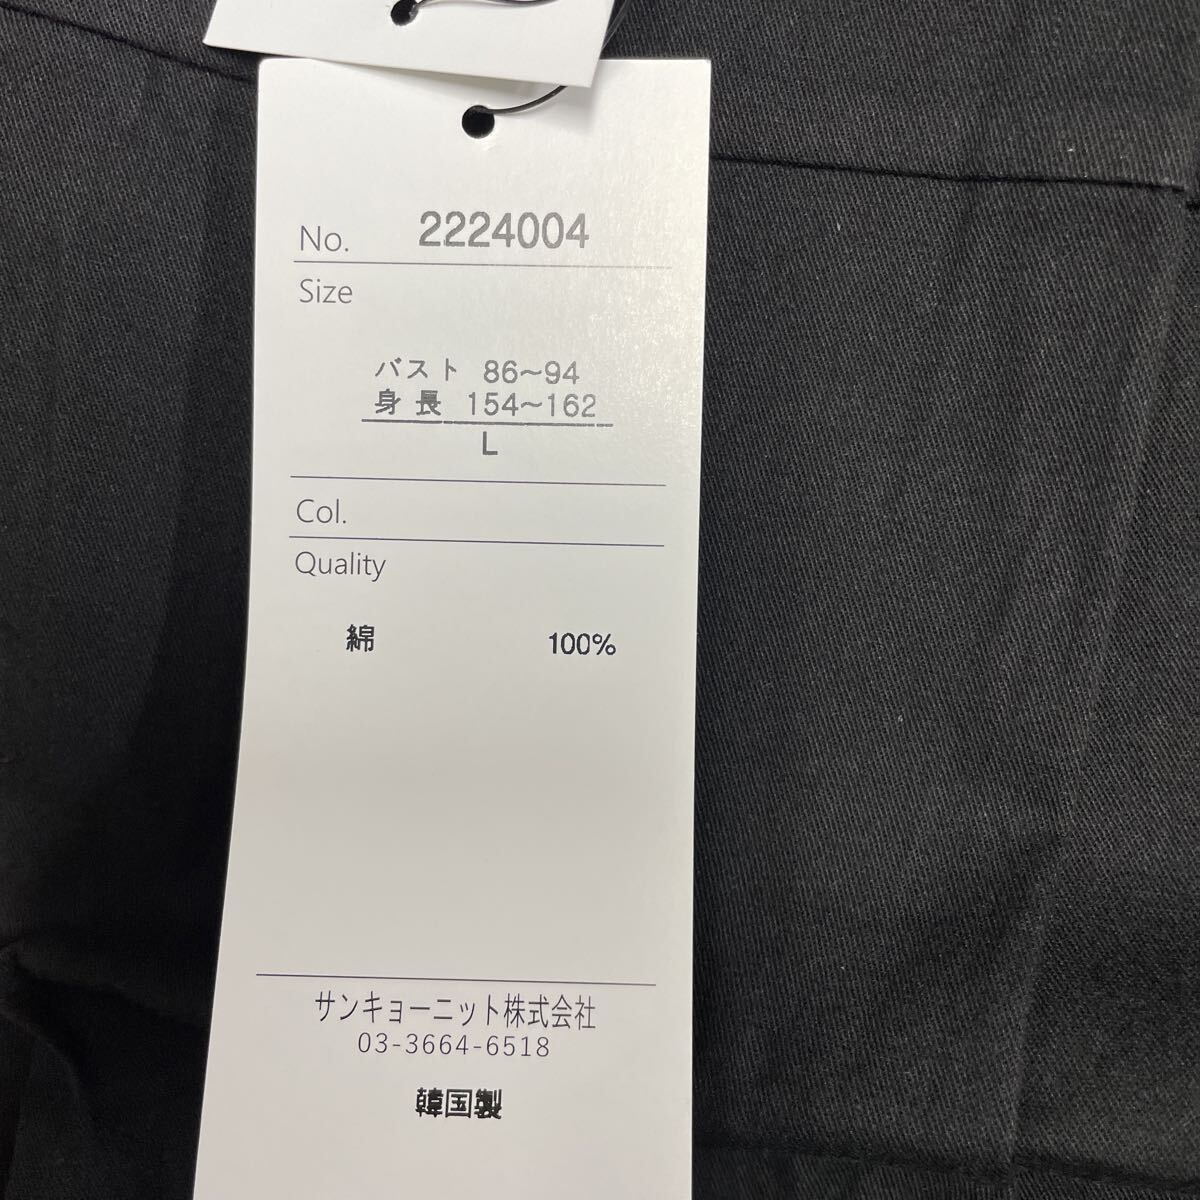 No. 2224004
Size
バスト 86～94
身長 154～162
L
Col.
Quality
綿 100%
サンキョーニット株式会社
03-3664-6518
韓国製